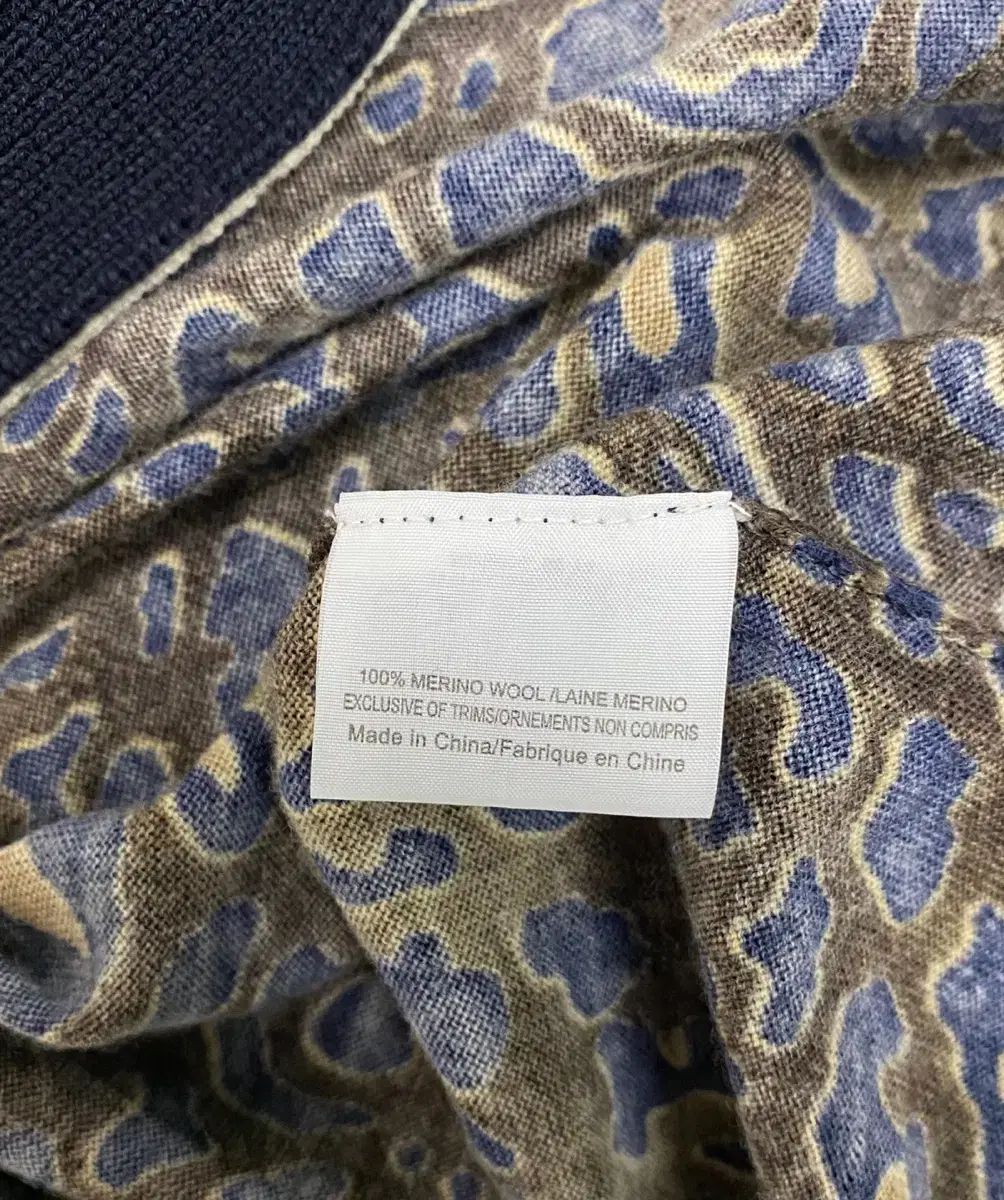 100% MERINO WOOL/LAINE MERINO
EXCLUSIVE OF TRIMS/ORNEMENTS NON COMPRIS
Made in China/Fabrique en Chine